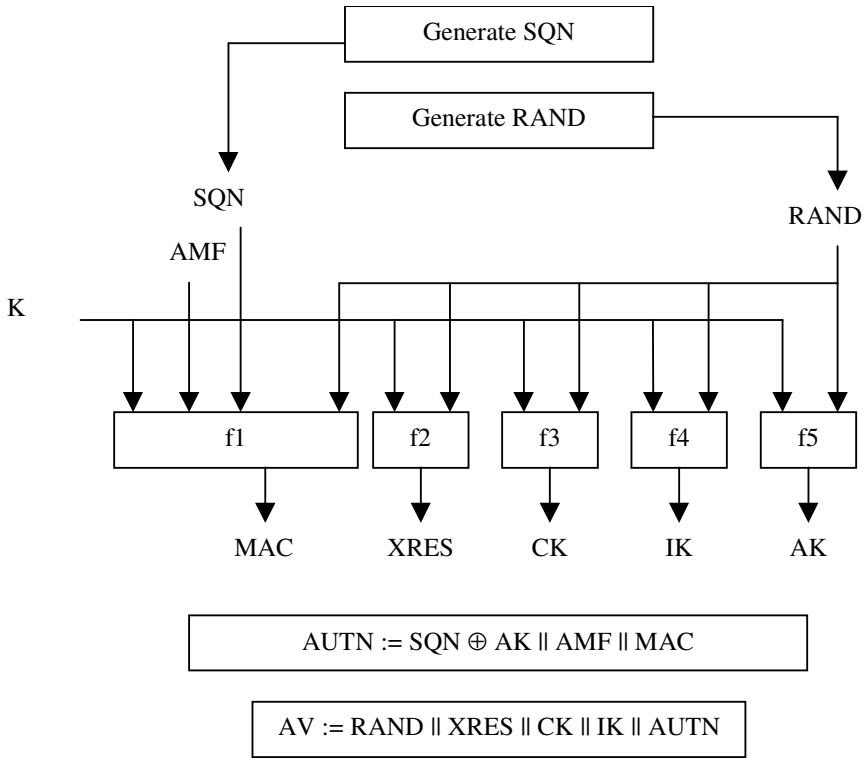 Generate SQN
Generate RAND
SQN
RAND
AMF
K
f1 f2 f3 f4 f5
MAC XRES CK IK AK
AUTN := SQN ⊕ AK || AMF || MAC
AV := RAND || XRES || CK || IK || AUTN